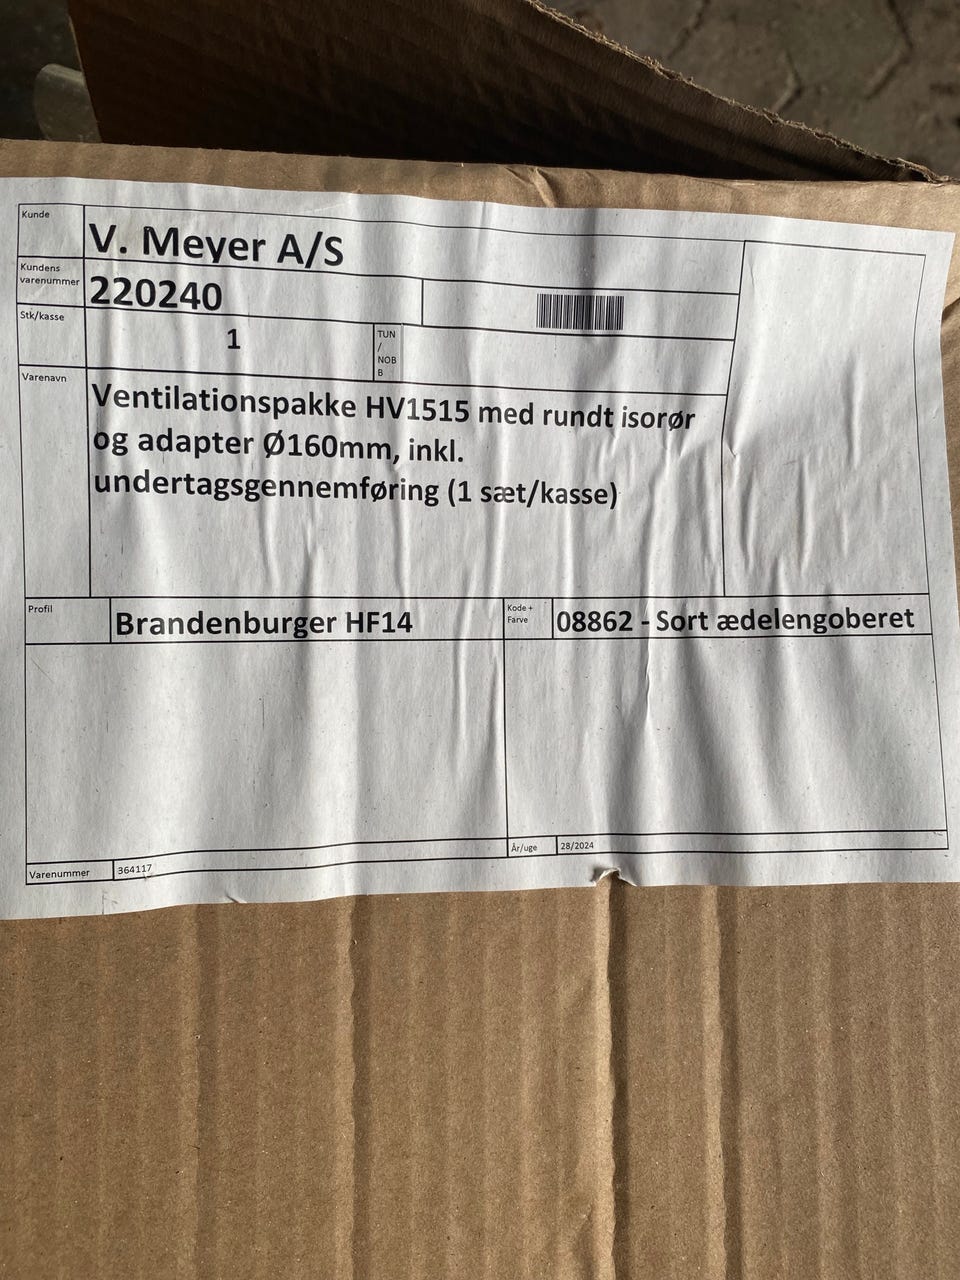 Kunde
V. Meyer A/S
Kundens
varenummer
220240
Stk/kasse
1
TUN
/
NOB
B
Varenavn
Ventilationspakke HV1515 med rundt isorør
og adapter Ø160mm, inkl.
undertagsgennemføring (1 sæt/kasse)
Profil
Brandenburger HF14
Kode +
Farve
08862 - Sort ædelengoberet
År/uge
28/2024
Varenummer
364117